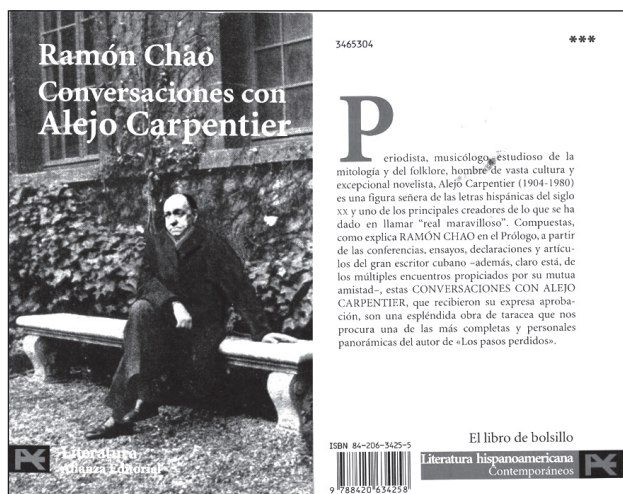 Ramón Chao
Conversaciones con
Alejo Carpentier
Literatura
Alianza Editorial
3465304
***
Periodista, musicólogo, estudioso de la
mitología y del folklore, hombre de vasta cultura y
excepcional novelista, Alejo Carpentier (1904-1980)
es una figura señera de las letras hispánicas del siglo
XX y uno de los principales creadores de lo que se ha
dado en llamar "real maravilloso". Compuestas,
como explica RAMÓN CHAO en el Prólogo, a partir
de las conferencias, ensayos, declaraciones y artícu-
los del gran escritor cubano –además, claro está, de
los múltiples encuentros propiciados por su mutua
amistad–, estas CONVERSACIONES CON ALEJO
CARPENTIER, que recibieron su expresa aproba-
ción, son una espléndida obra de taracea que nos
procura una de las más completas y personales
panorámicas del autor de «Los pasos perdidos».
ISBN 84-206-3425-5
9 788420 634258
El libro de bolsillo
Literatura hispanoamericana
Contemporáneos